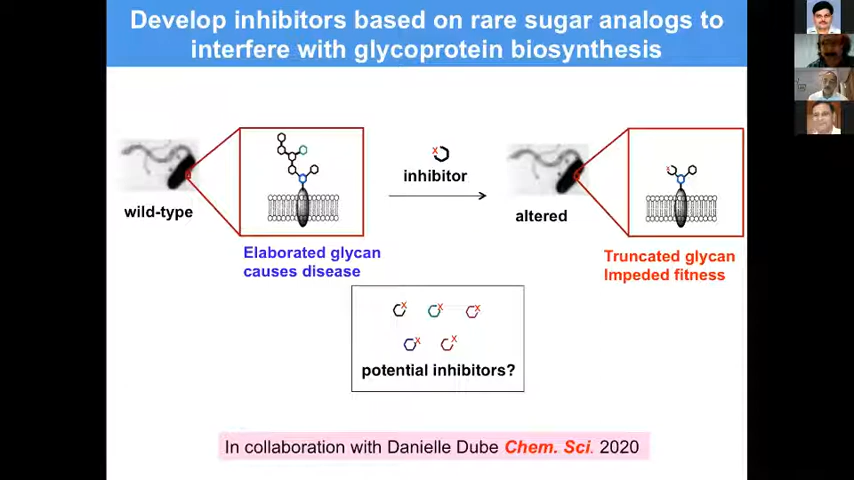 Develop inhibitors based on rare sugar analogs to
interfere with glycoprotein biosynthesis
X
inhibitor
wild-type
altered
Elaborated glycan
causes disease
Truncated glycan
Impeded fitness
X X X
X X
potential inhibitors?
In collaboration with Danielle Dube Chem. Sci. 2020